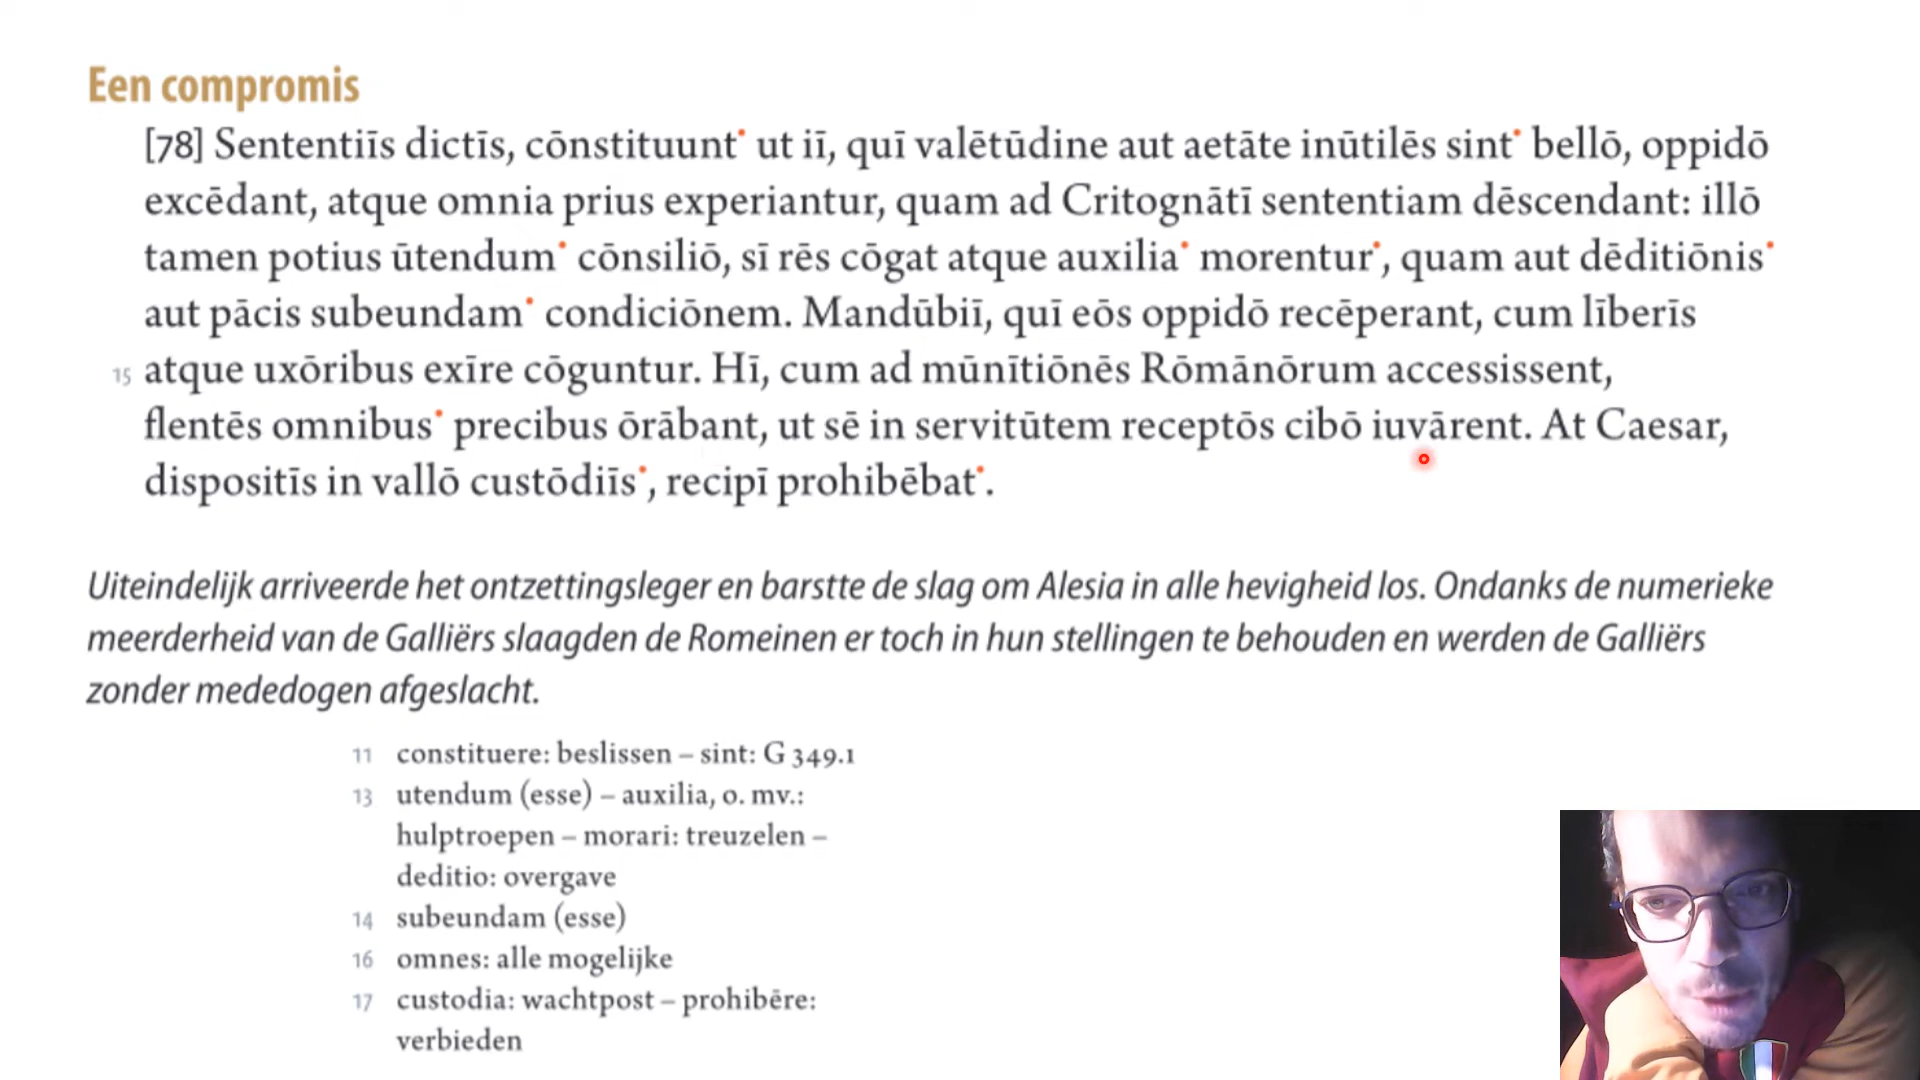 Een compromis
[78] Sententiīs dictīs, cōnstituunt• ut iī, quī valētūdine aut aetāte inūtilēs sint• bellō, oppidō
excēdant, atque omnia prius experiantur, quam ad Critognātī sententiam dēscendant: illō
tamen potius ūtendum• cōnsiliō, sī rēs cōgat atque auxilia• morentur•, quam aut dēditiōnis•
aut pācis subeundam• condiciōnem. Mandūbiī, quī eōs oppidō recēperant, cum līberīs
15 atque uxōribus exīre cōguntur. Hī, cum ad mūnītiōnēs Rōmānōrum accessissent,
flentēs omnibus• precibus ōrābant, ut sē in servitūtem receptōs cibō iuvārent. At Caesar,
dispositīs in vallō custōdiīs•, recipī prohibēbat•.
Uiteindelijk arriveerde het ontzettingsleger en barstte de slag om Alesia in alle hevigheid los. Ondanks de numerieke
meerderheid van de Galliërs slaagden de Romeinen er toch in hun stellingen te behouden en werden de Galliërs
zonder mededogen afgeslacht.
11 constituere: beslissen – sint: G 349.1
13 utendum (esse) – auxilia, o. mv.:
hulptroepen – morari: treuzelen –
deditio: overgave
14 subeundam (esse)
16 omnes: alle mogelijke
17 custodia: wachtpost – prohibēre:
verbieden